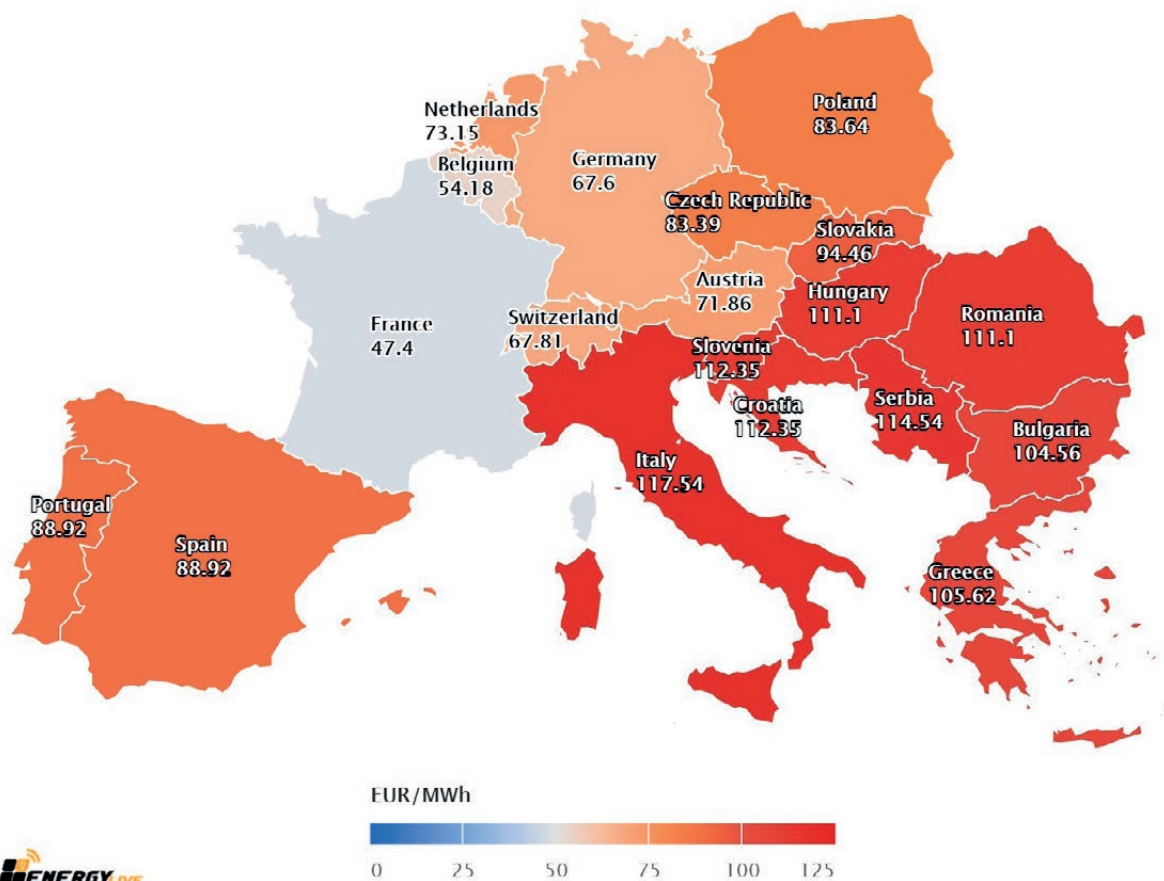 Netherlands
73.15
Belgium
54.18
Germany
67.6
Poland
83.64
Czech Republic
83.39
Slovakia
94.46
Austria
71.86
Hungary
111.1
Romania
111.1
France
47.4
Switzerland
67.81
Slovenia
112.35
Croatia
112.35
Serbia
114.54
Bulgaria
104.56
Italy
117.54
Portugal
88.92
Spain
88.92
Greece
105.62
EUR/MWh
0 25 50 75 100 125
ENERGY LIVE